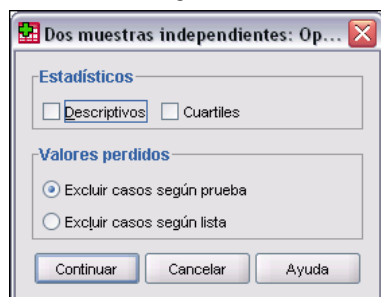 Dos muestras independientes: Op...
Estadísticos
Descriptivos Cuartiles
Valores perdidos
Excluir casos según prueba
Excluir casos según lista
Continuar Cancelar Ayuda